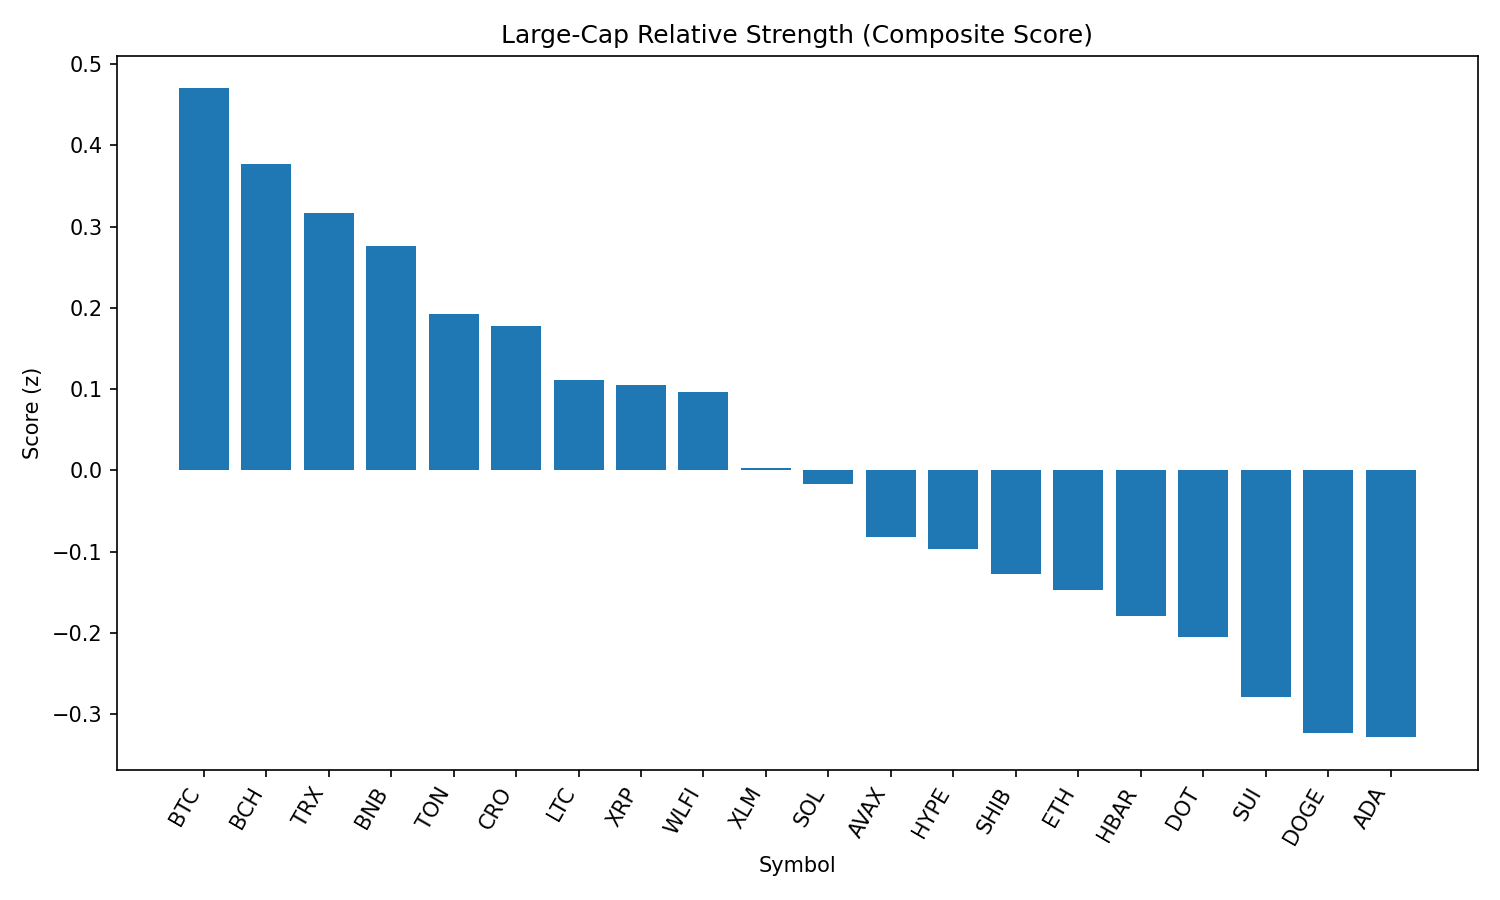 Large-Cap Relative Strength (Composite Score)
0.5
0.4
0.3
0.2
0.1
0.0
−0.1
−0.2
−0.3
Score (z)
BTC
BCH
TRX
BNB
TON
CRO
LTC
XRP
WLFI
XLM
SOL
AVAX
HYPE
SHIB
ETH
HBAR
DOT
SUI
DOGE
ADA
Symbol